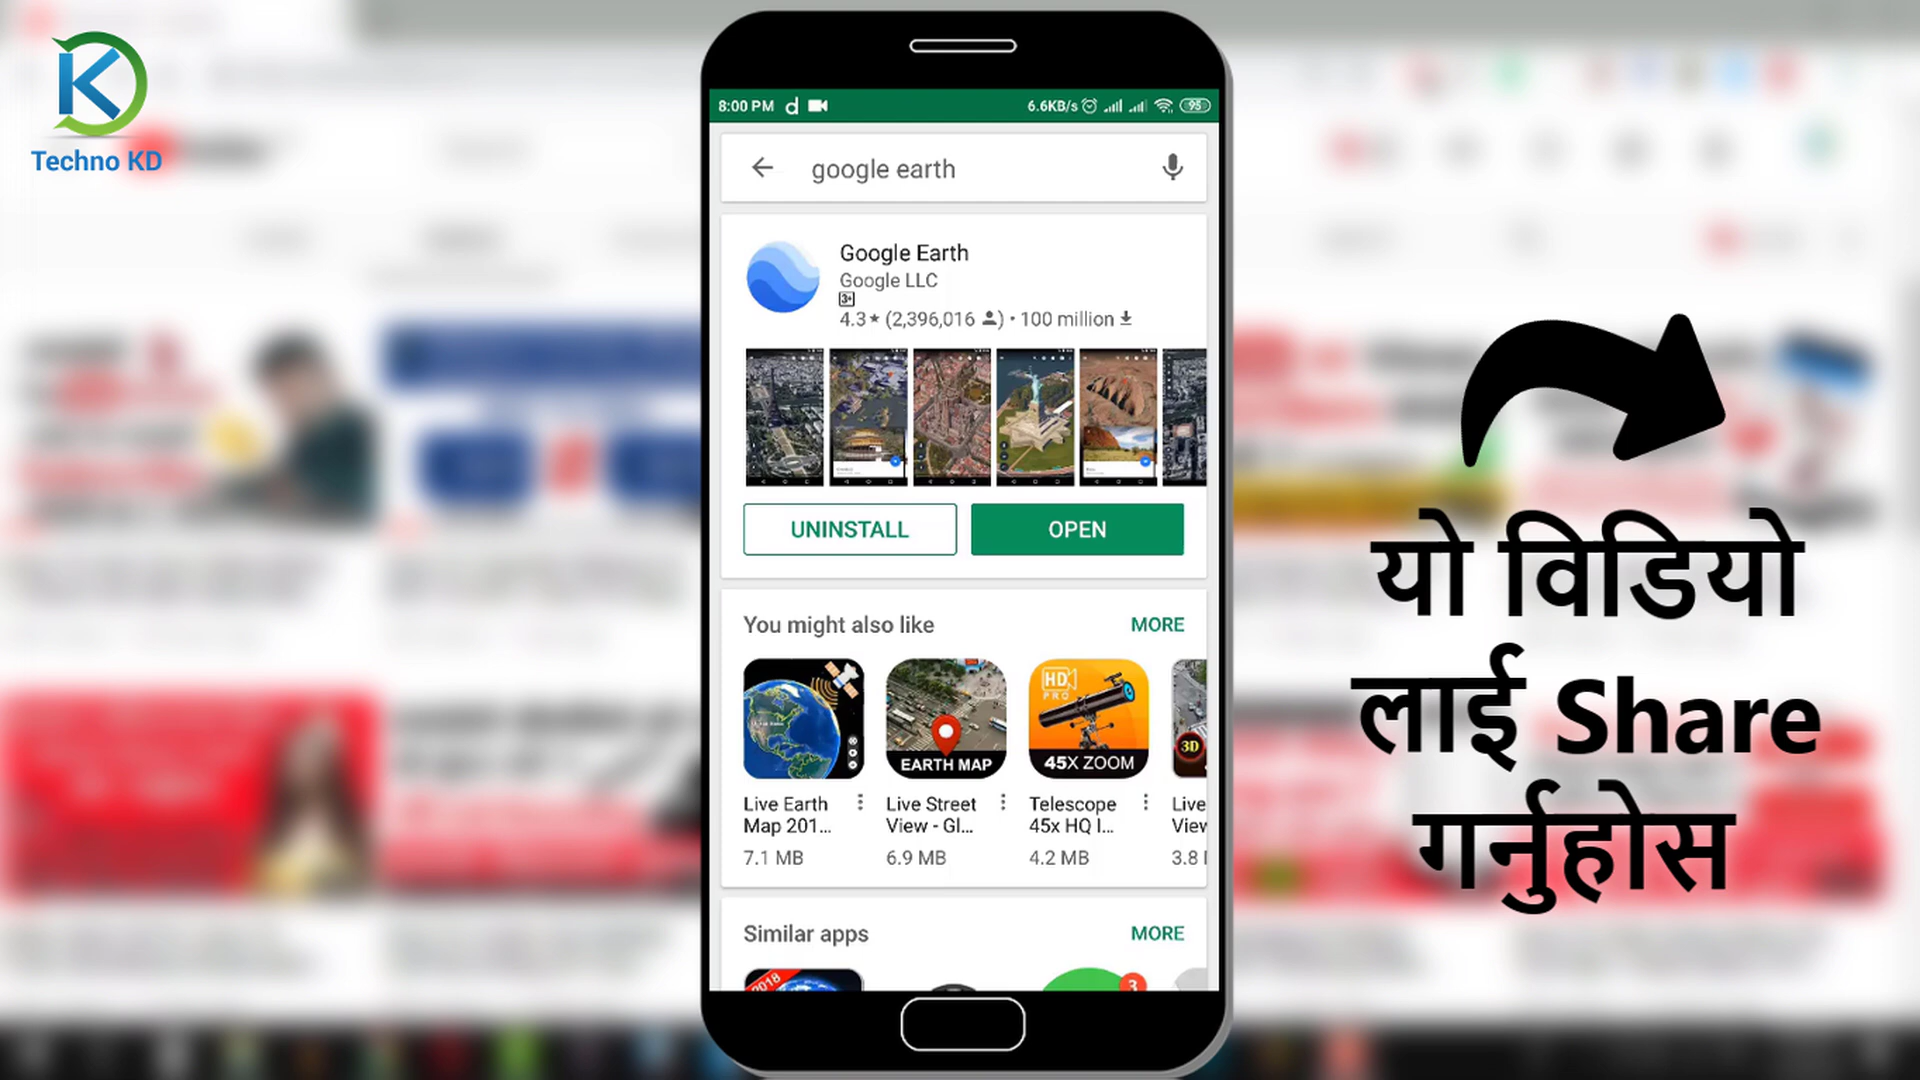 Techno KD
8:00 PM
6.6KB/s
95
google earth
Google Earth
Google LLC
3+
4.3★ (2,396,016) • 100 million
UNINSTALL
OPEN
You might also like
MORE
HD
PRO
EARTH MAP
45X ZOOM
3D
Live Earth
Map 201...
7.1 MB
Live Street
View - Gl...
6.9 MB
Telescope
45x HQ I...
4.2 MB
Live
View
3.8
Similar apps
MORE
2018
3
यो विडियो
लाई Share
गर्नुहोस